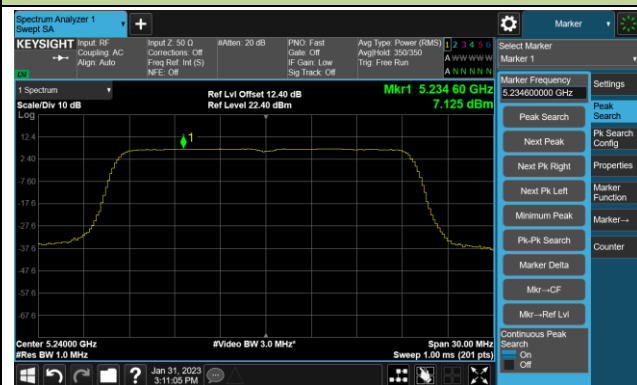 Spectrum Analyzer 1
Swept SA
Marker
KEYSIGHT
Input: RF
Coupling: AC
Align: Auto
Input Z: 50 Ω
Corrections: Off
Freq Ref: Int (S)
NFE: Off
#Atten: 20 dB
PNO: Fast
Gate: Off
IF Gain: Low
Sig Track: Off
Avg Type: Power (RMS)
Avg|Hold: 350/350
Trig: Free Run
1 2 3 4 5 6
A W W W W W
A N N N N N
Select Marker
Marker 1
1 Spectrum
Scale/Div 10 dB
Log
Ref Lvl Offset 12.40 dB
Ref Level 22.40 dBm
Mkr1 5.234 60 GHz
7.125 dBm
12.4
2.40
-7.60
-17.6
-27.6
-37.6
-47.6
-57.6
-67.6
1
Center 5.24000 GHz
#Res BW 1.0 MHz
#Video BW 3.0 MHz*
Span 30.00 MHz
Sweep 1.00 ms (201 pts)
Marker Frequency
5.234600000 GHz
Peak Search
Next Peak
Next Pk Right
Next Pk Left
Minimum Peak
Pk-Pk Search
Marker Delta
Mkr→CF
Mkr→Ref Lvl
Continuous Peak
Search
On
Off
Settings
Peak
Search
Pk Search
Config
Properties
Marker
Function
Marker→
Counter
Jan 31, 2023
3:11:05 PM